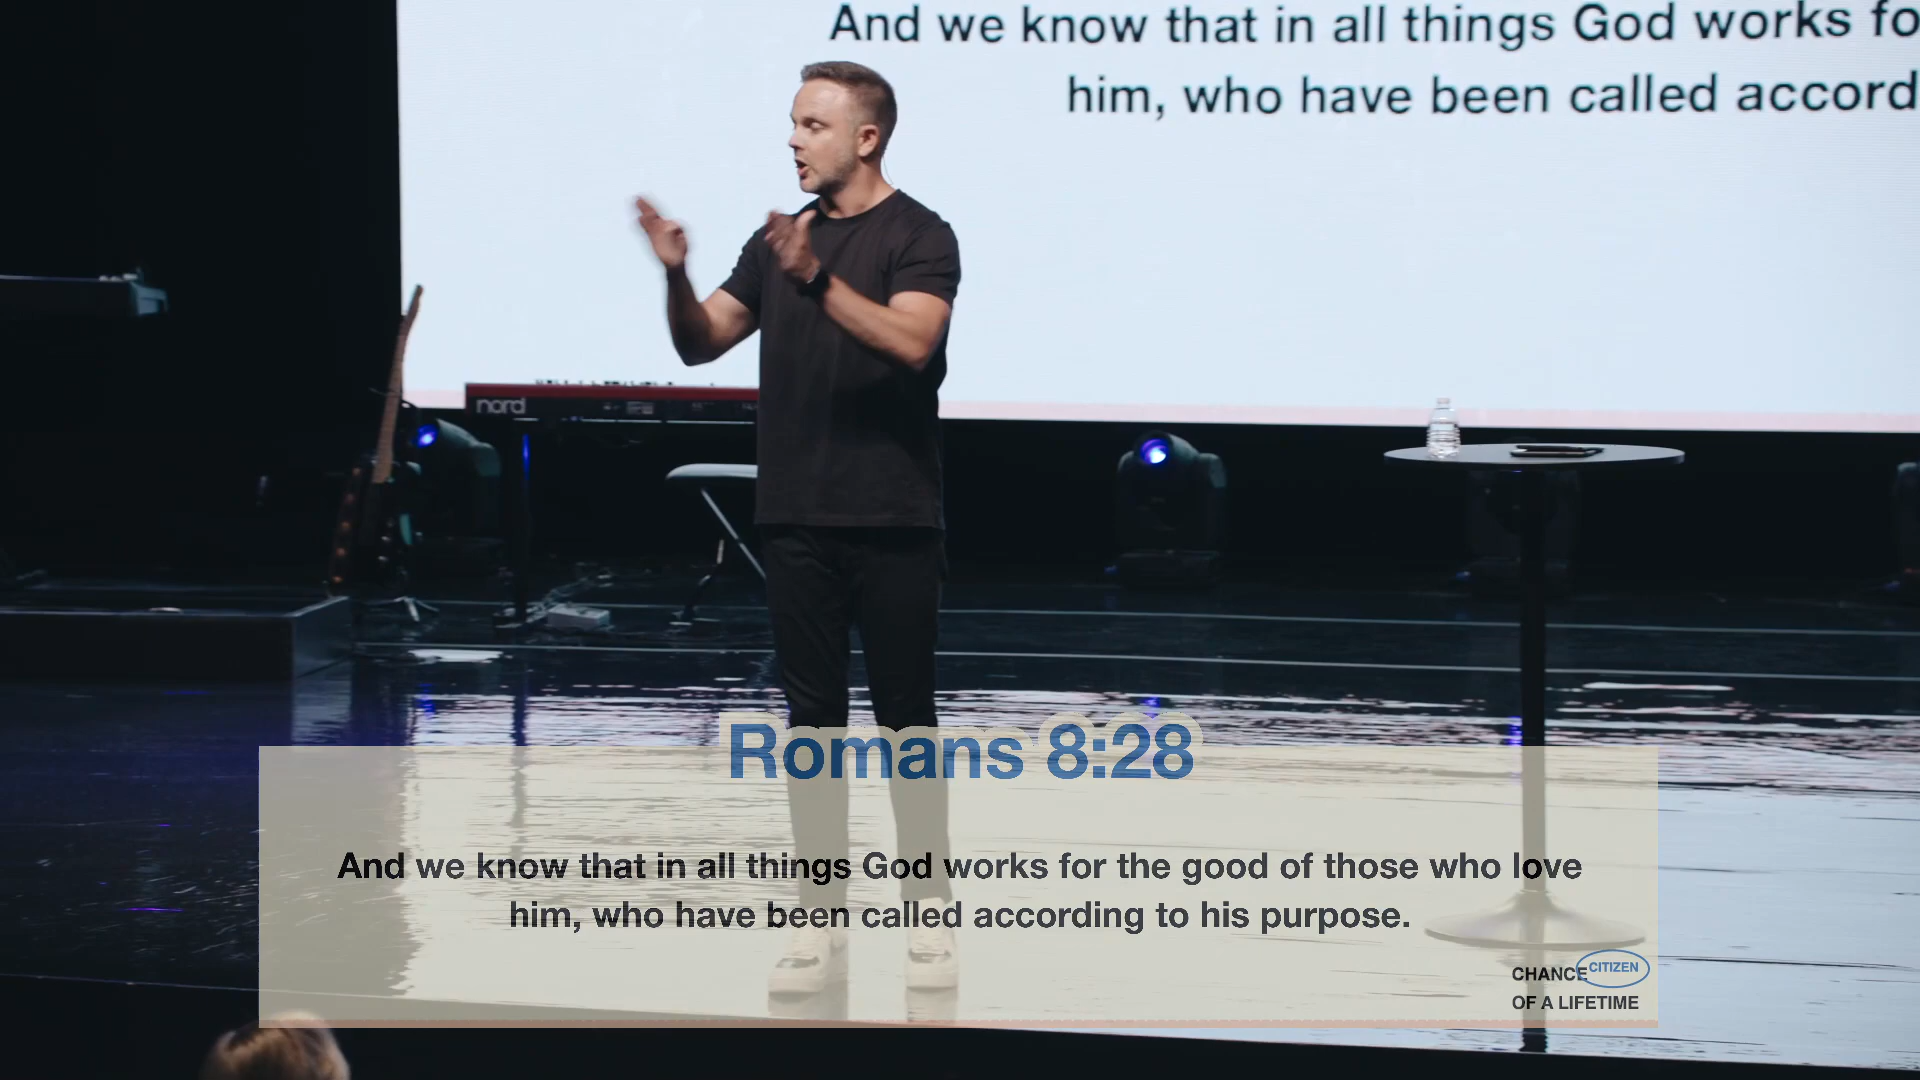 And we know that in all things God works fo
him, who have been called accord
nord
Romans 8:28
And we know that in all things God works for the good of those who love
him, who have been called according to his purpose.
CHANCE CITIZEN
OF A LIFETIME